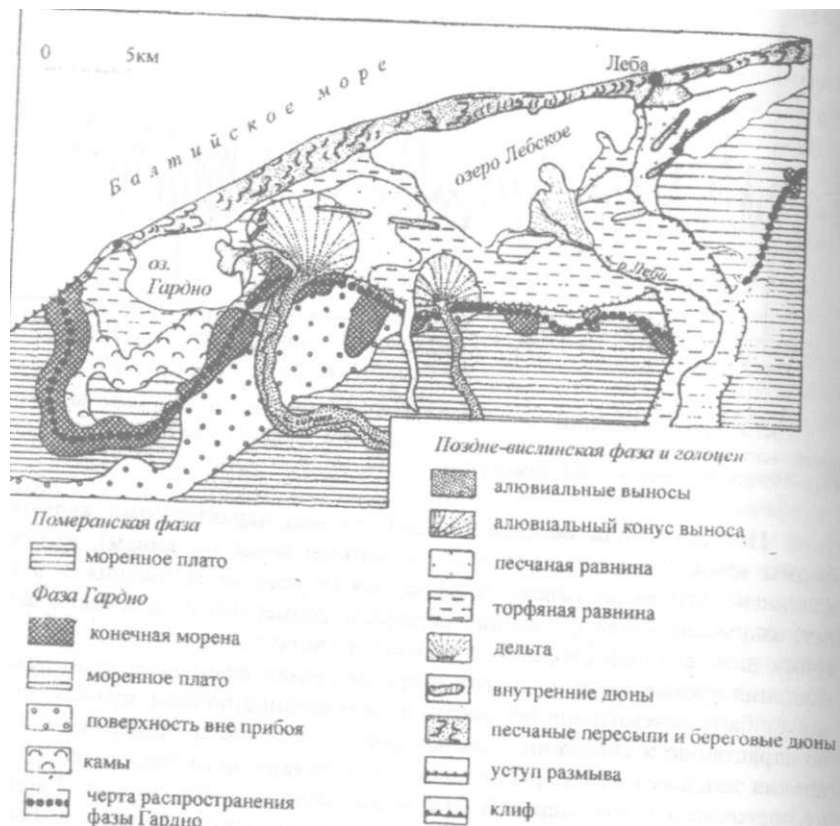 0 5км
Балтийское море
Леба
озеро Лебское
оз.
Гардно
р. Леба
Померанская фаза
моренное плато
Фаза Гардно
конечная морена
моренное плато
поверхность вне прибоя
камы
черта распространения
фазы Гардно
Поздне-вислинская фаза и голоцен
алювиальные выносы
алювиальный конус выноса
песчаная равнина
торфяная равнина
дельта
внутренние дюны
песчаные пересыпи и береговые дюны
уступ размыва
клиф